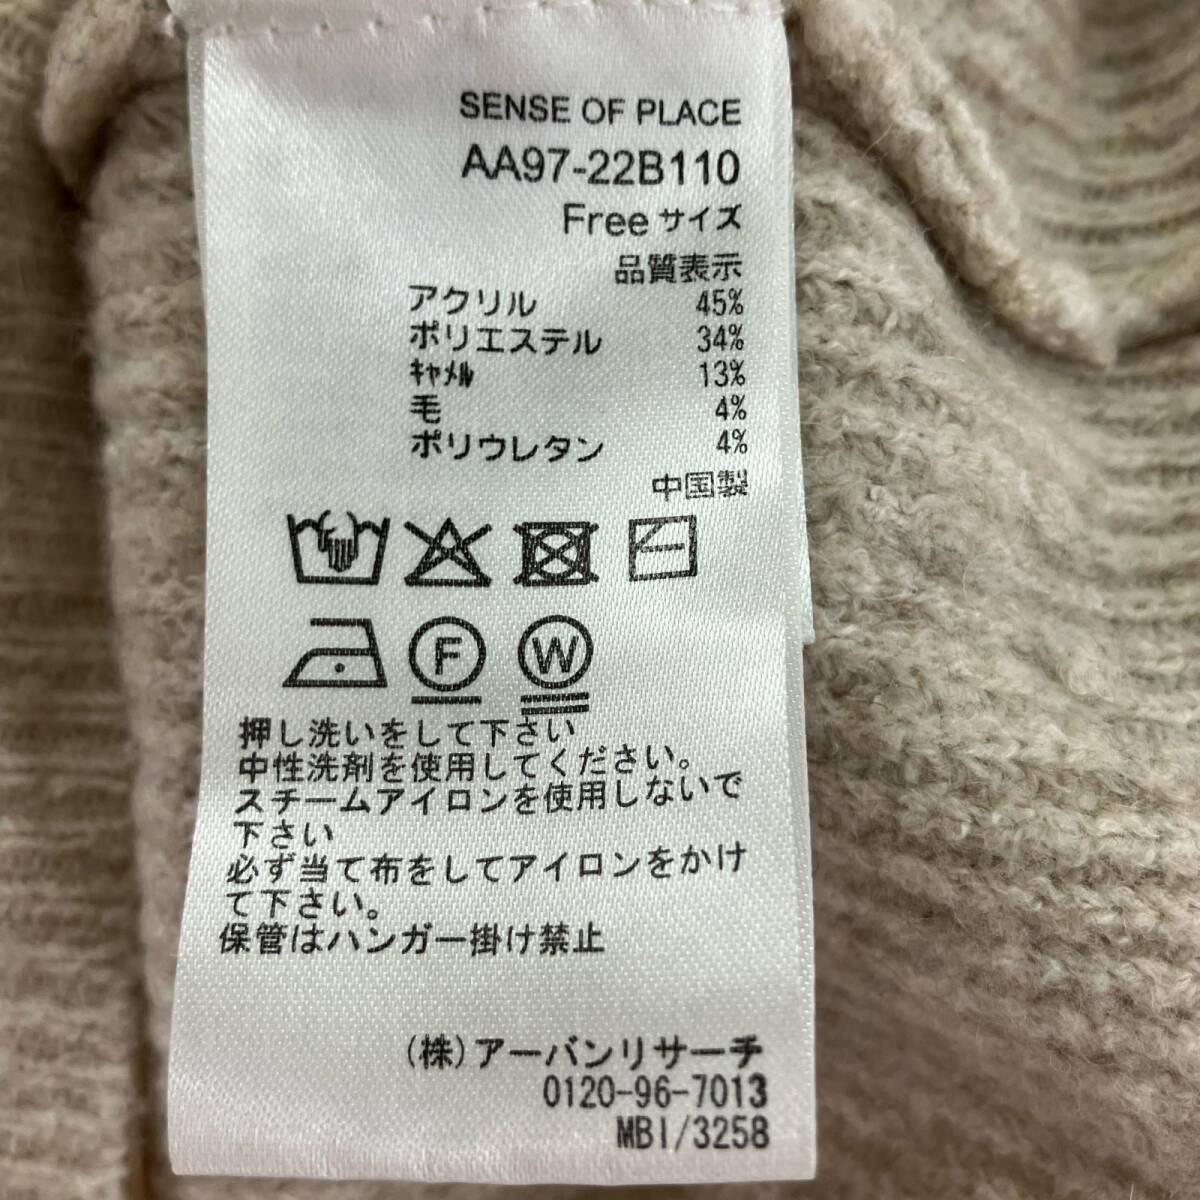 SENSE OF PLACE
AA97-22B110
Free サイズ
品質表示
アクリル 45%
ポリエステル 34%
ｷｬﾒﾙ 13%
毛 4%
ポリウレタン 4%
中国製
F W
押し洗いをして下さい
中性洗剤を使用してください。
スチームアイロンを使用しないで
下さい
必ず当て布をしてアイロンをかけ
て下さい。
保管はハンガー掛け禁止
(株)アーバンリサーチ
0120-96-7013
MBI/3258